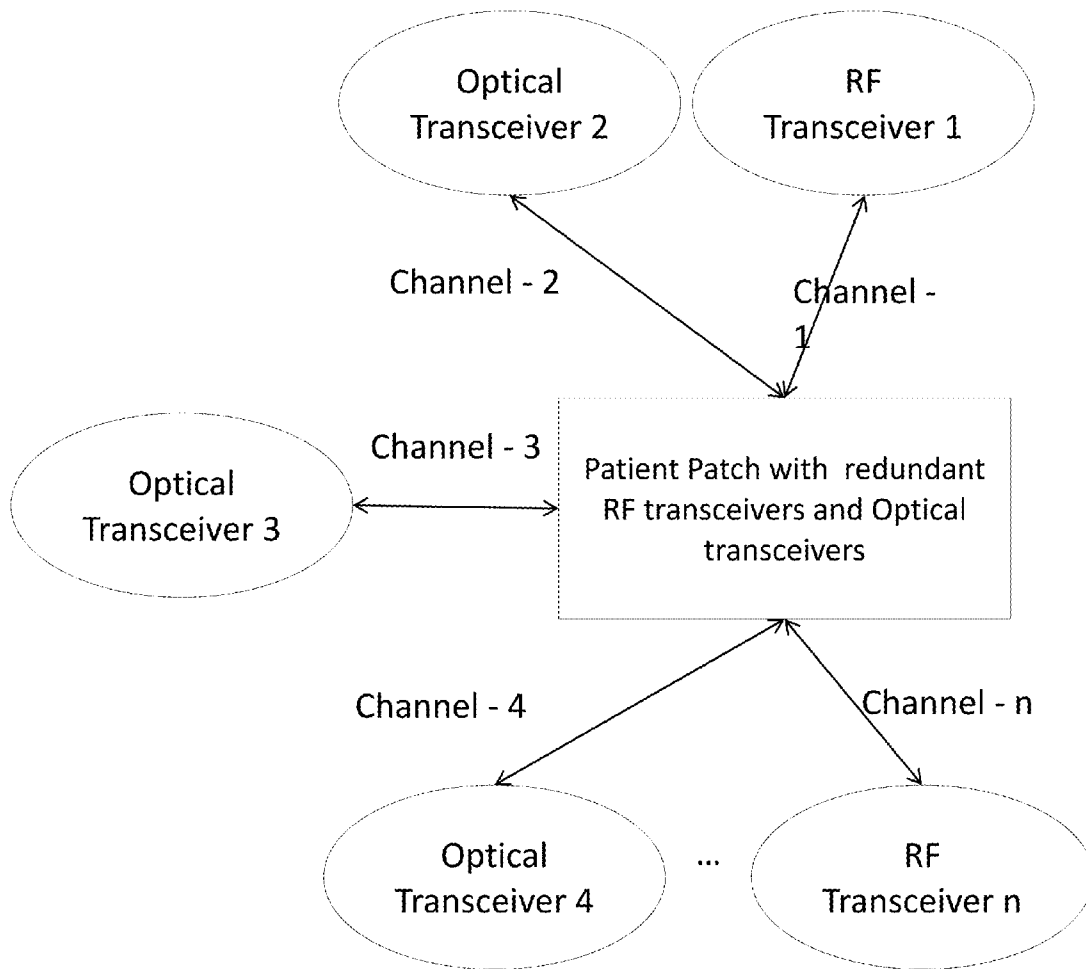 Optical
Transceiver 2
RF
Transceiver 1
Channel - 2
Channel -
1
Channel - 3
Optical
Transceiver 3
Patient Patch with redundant
RF transceivers and Optical
transceivers
Channel - 4
Channel - n
Optical
Transceiver 4
...
RF
Transceiver n